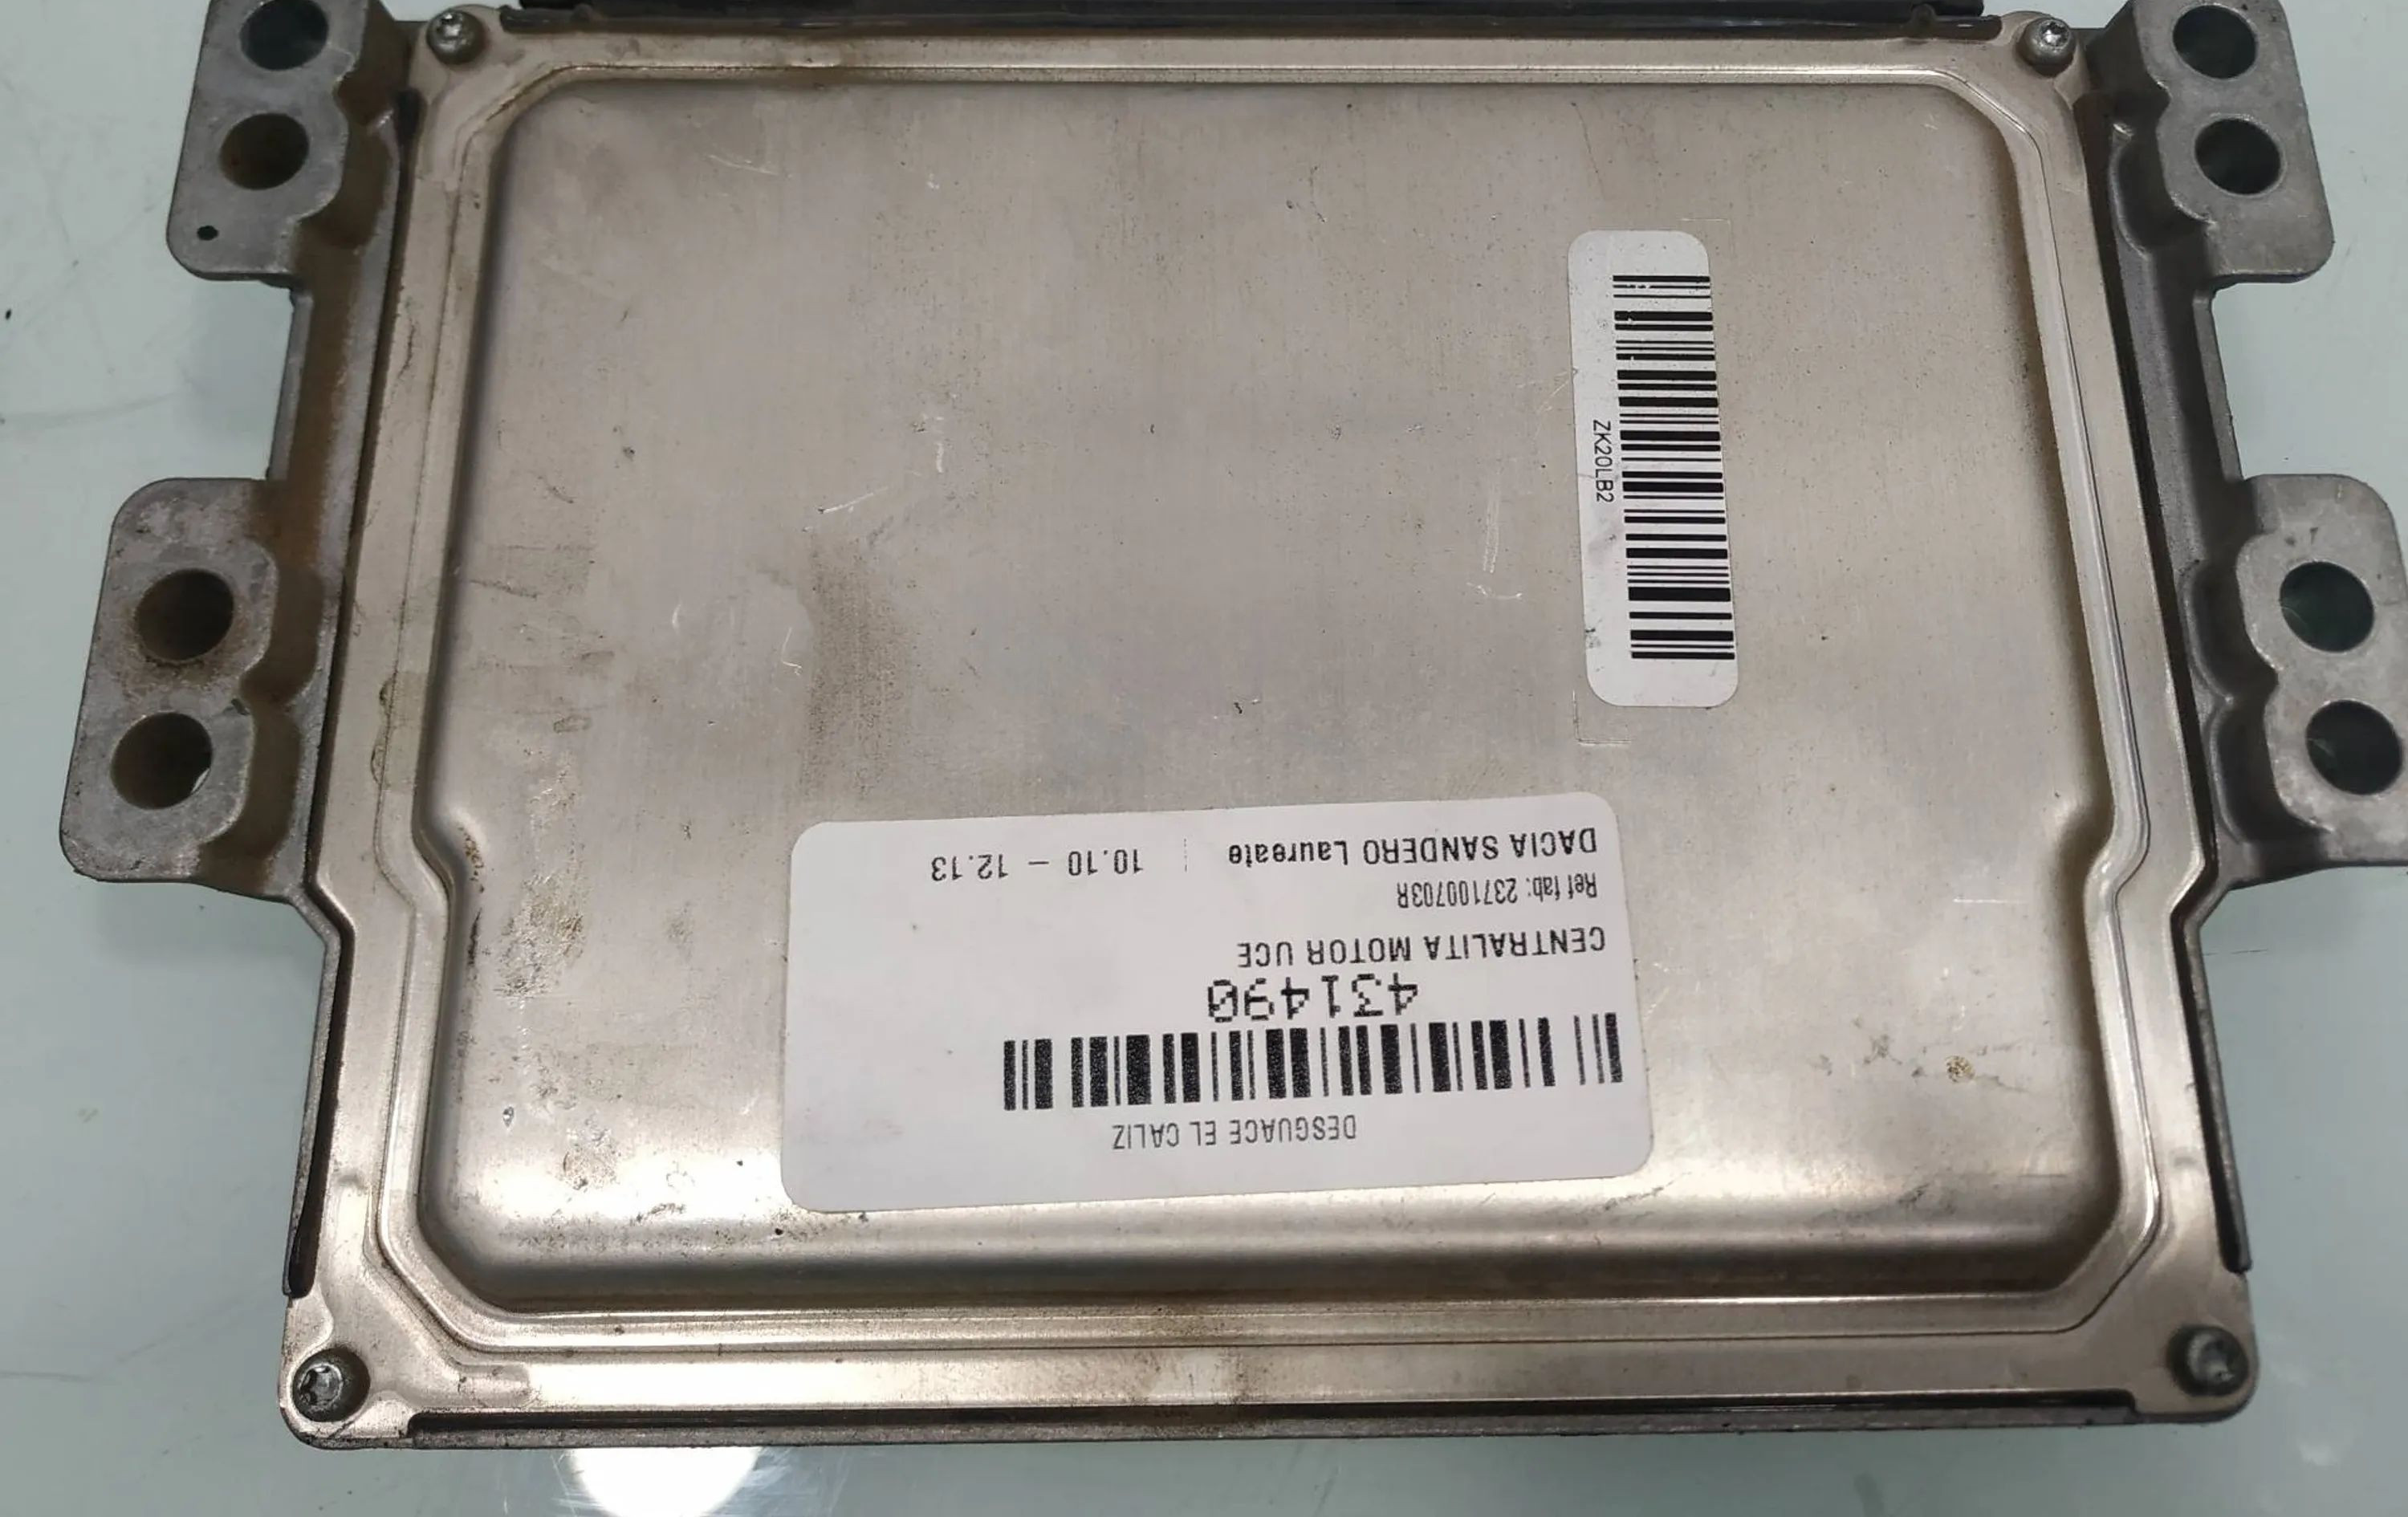 ZK20LB2
DESGUACE EL CALIZ
431490
CENTRALITA MOTOR UCE
Ref fab: 237100703R
DACIA SANDERO Laureate 10.10 - 12.13